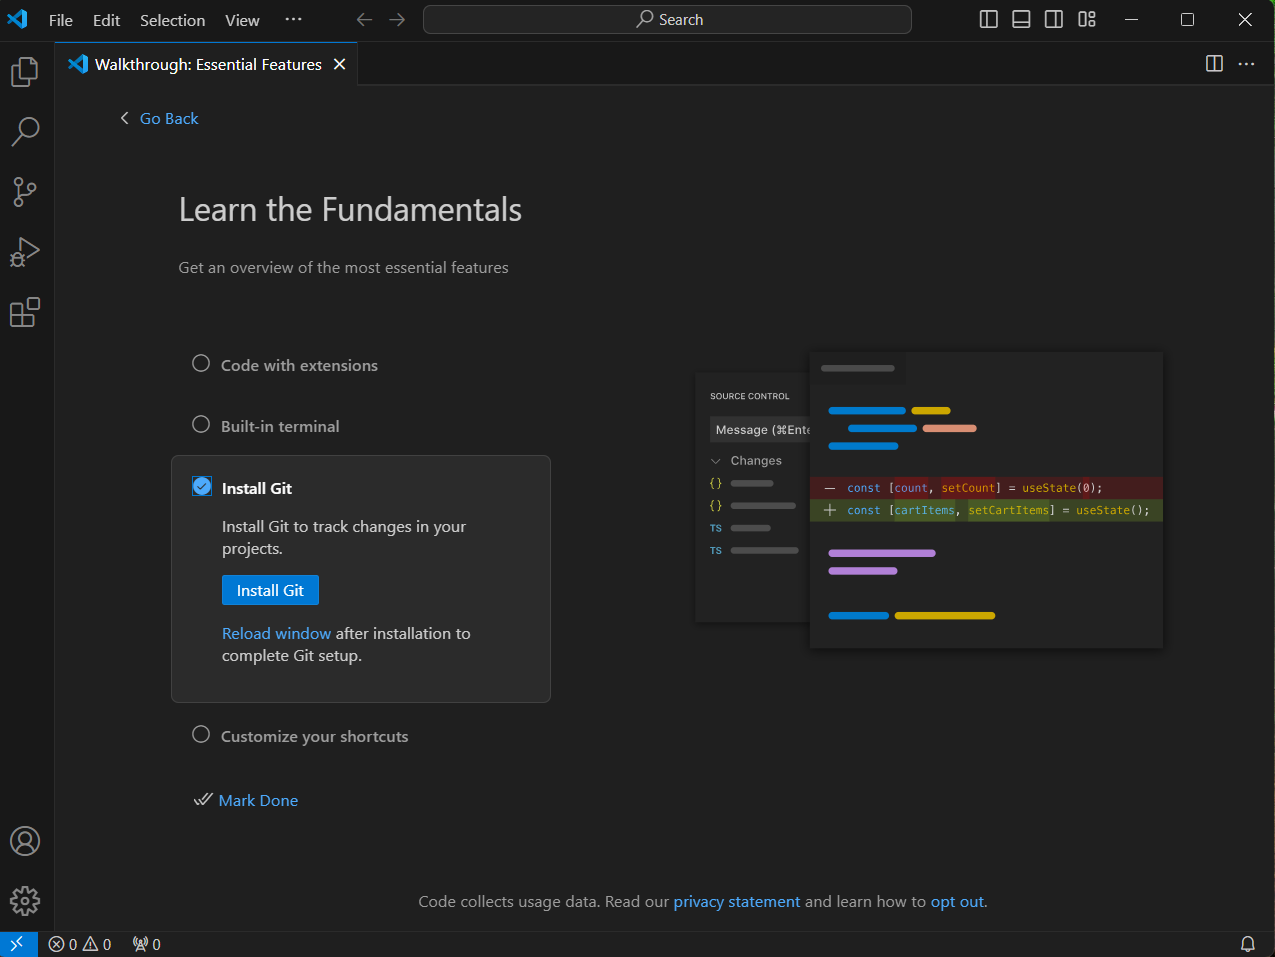 File Edit Selection View ··· Search
Walkthrough: Essential Features
Go Back
Learn the Fundamentals
Get an overview of the most essential features
Code with extensions
Built-in terminal
Install Git
Install Git to track changes in your
projects.
Install Git
Reload window after installation to
complete Git setup.
Customize your shortcuts
Mark Done
SOURCE CONTROL
Message (⌘Ente
Changes
{}
{}
TS
TS
— const [count, setCount] = useState(0);
+ const [cartItems, setCartItems] = useState();
Code collects usage data. Read our privacy statement and learn how to opt out.
0 0 0